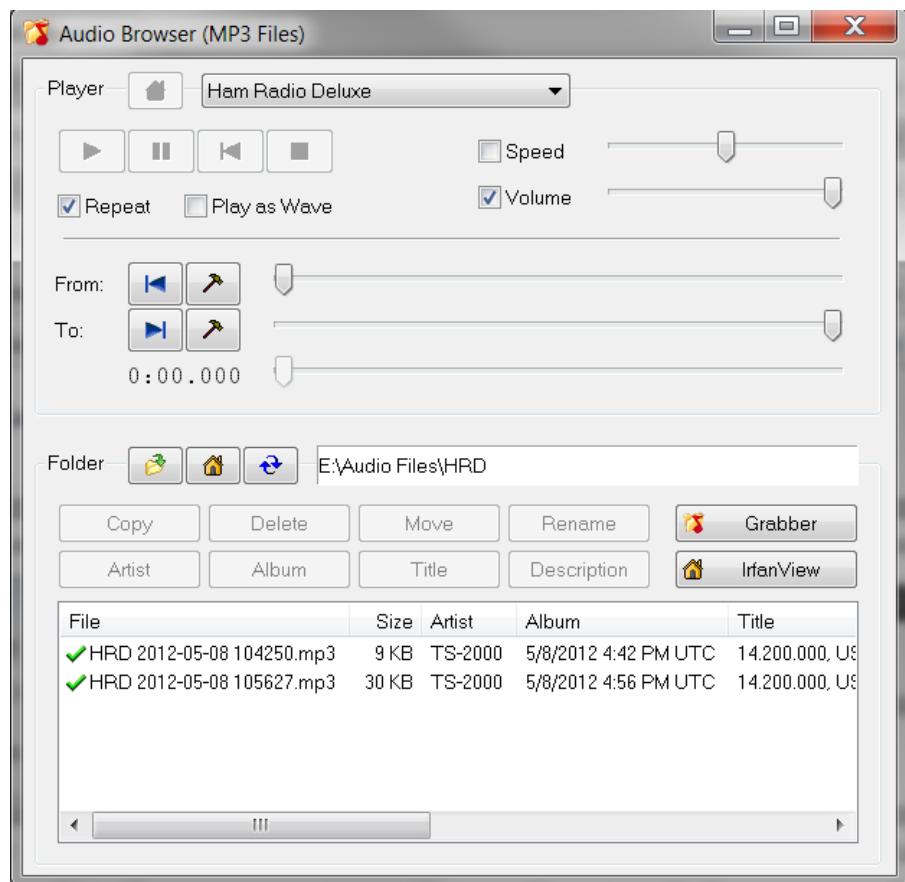 Audio Browser (MP3 Files)
Player
Ham Radio Deluxe
Speed
Repeat
Play as Wave
Volume
From:
To:
0:00.000
Folder
E:\Audio Files\HRD
Copy Delete Move Rename Grabber
Artist Album Title Description IrfanView
File Size Artist Album Title
HRD 2012-05-08 104250.mp3 9 KB TS-2000 5/8/2012 4:42 PM UTC 14.200.000, US
HRD 2012-05-08 105627.mp3 30 KB TS-2000 5/8/2012 4:56 PM UTC 14.200.000, US